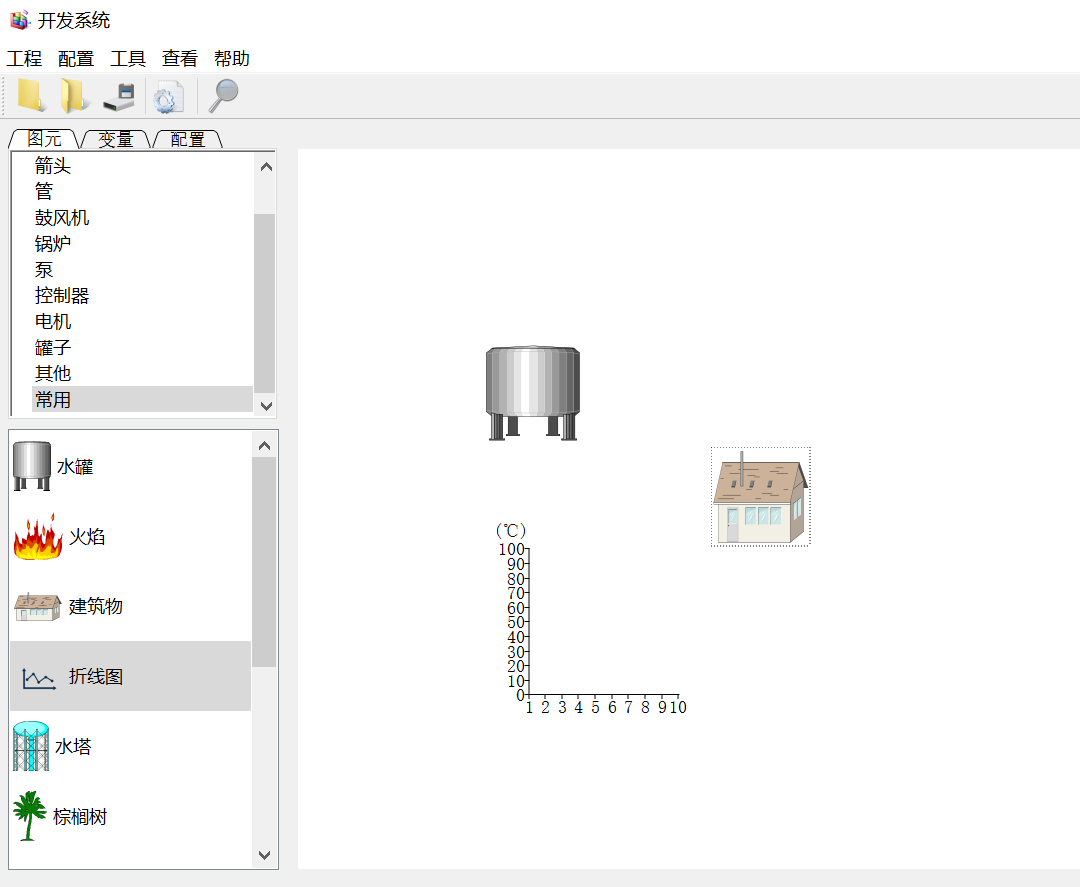 开发系统
工程 配置 工具 查看 帮助
图元 变量 配置
箭头
管
鼓风机
锅炉
泵
控制器
电机
罐子
其他
常用
水罐
火焰
建筑物
折线图
水塔
棕榈树
(℃)
100
90
80
70
60
50
40
30
20
10
0
1 2 3 4 5 6 7 8 9 10